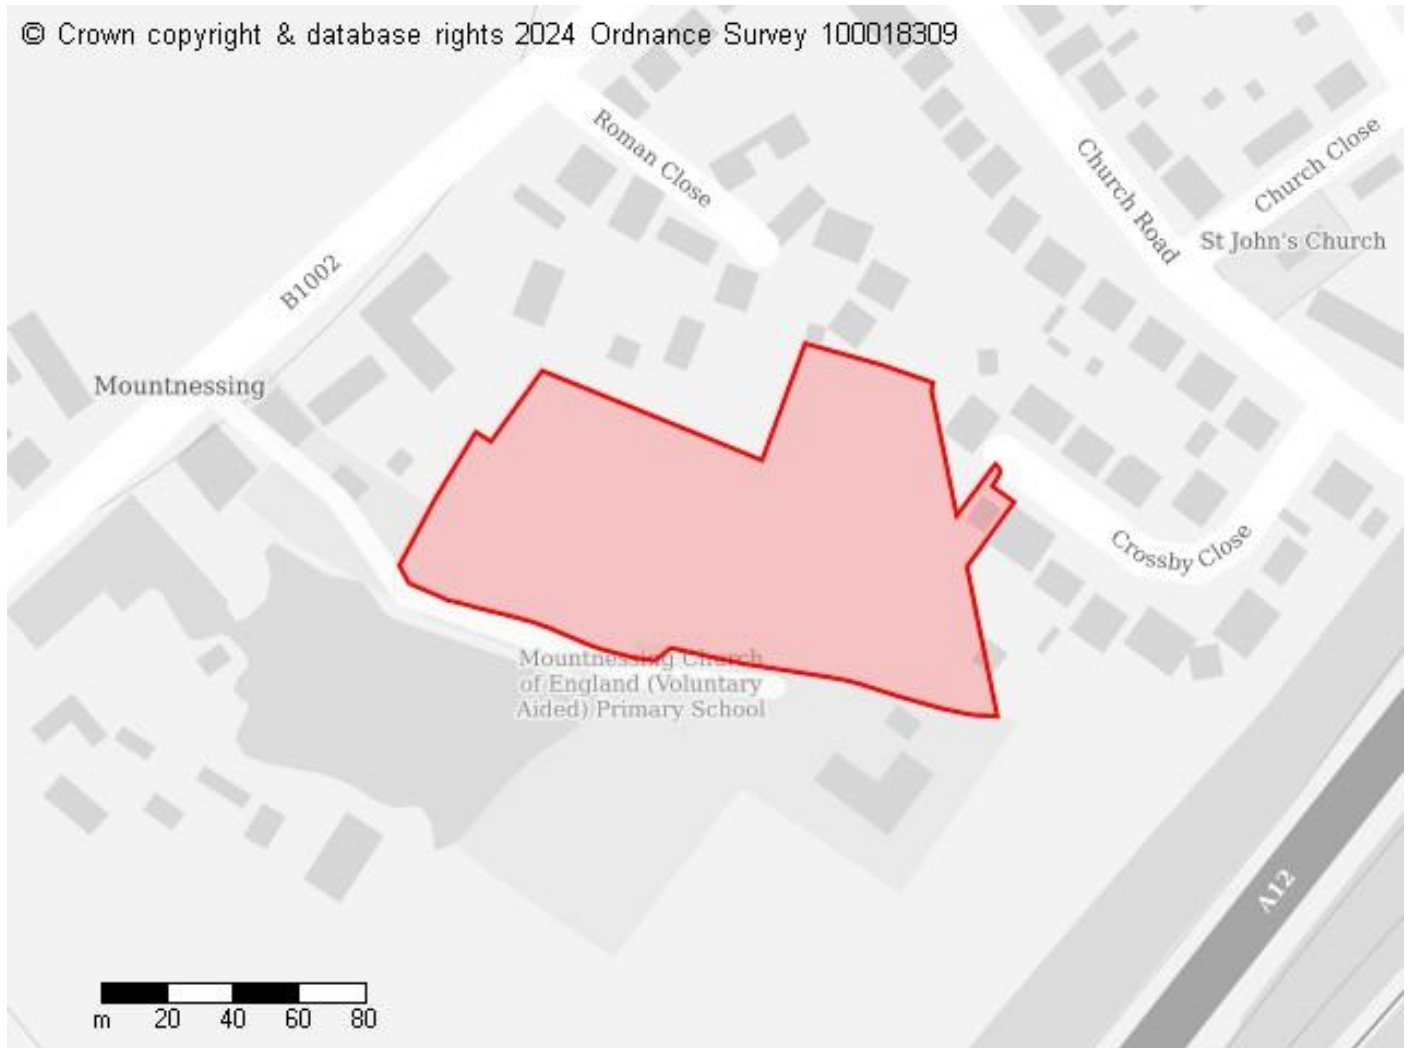 © Crown copyright & database rights 2024 Ordnance Survey 100018309
Roman Close
Church Road
Church Close
St John's Church
B1002
Mountnessing
Crossby Close
Mountnessing Church
of England (Voluntary
Aided) Primary School
A12
m 20 40 60 80